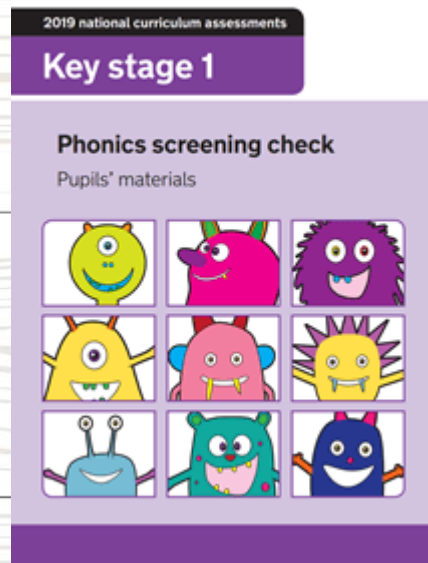 2019 national curriculum assessments
Key stage 1
Phonics screening check
Pupils' materials